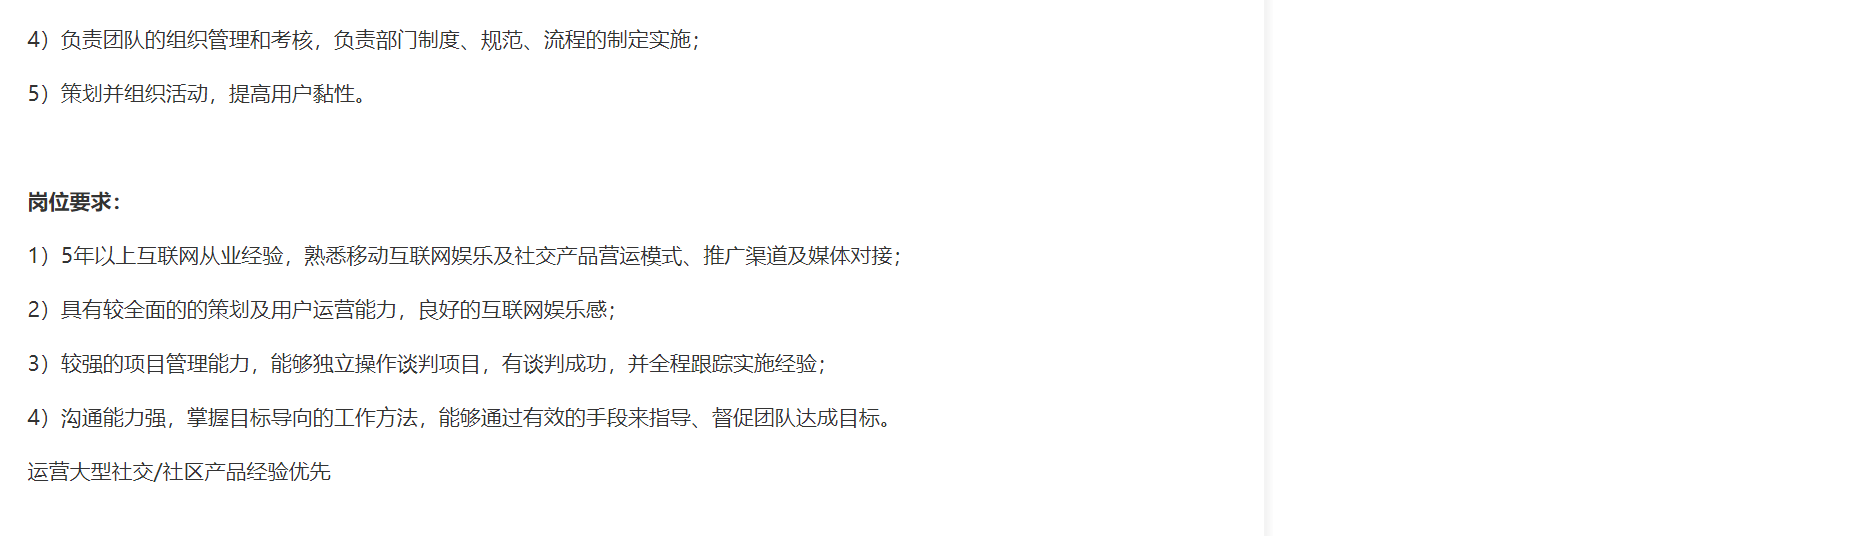 4）负责团队的组织管理和考核，负责部门制度、规范、流程的制定实施；
5）策划并组织活动，提高用户黏性。
岗位要求：
1）5年以上互联网从业经验，熟悉移动互联网娱乐及社交产品营运模式、推广渠道及媒体对接；
2）具有较全面的的策划及用户运营能力，良好的互联网娱乐感；
3）较强的项目管理能力，能够独立操作谈判项目，有谈判成功，并全程跟踪实施经验；
4）沟通能力强，掌握目标导向的工作方法，能够通过有效的手段来指导、督促团队达成目标。
运营大型社交/社区产品经验优先